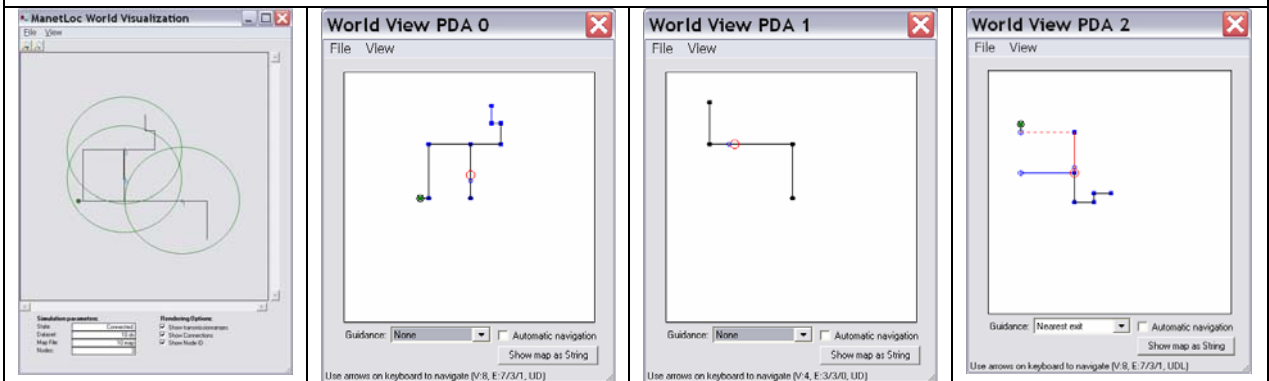 ManetLoc World Visualization
File View
Simulation parameters:
State: Connected
Dataset: 10.ds
Map File: 10.map
Nodes:
Rendering Options:
Show transmissionranges
Show Connections
Show Node ID
World View PDA 0
File View
Guidance: None
Automatic navigation
Show map as String
Use arrows on keyboard to navigate (V:8, E:7/3/1, UD)
World View PDA 1
File View
Guidance: None
Automatic navigation
Show map as String
Use arrows on keyboard to navigate (V:4, E:3/3/0, UD)
World View PDA 2
File View
Guidance: Nearest exit
Automatic navigation
Show map as String
Use arrows on keyboard to navigate (V:8, E:7/3/1, UDL)